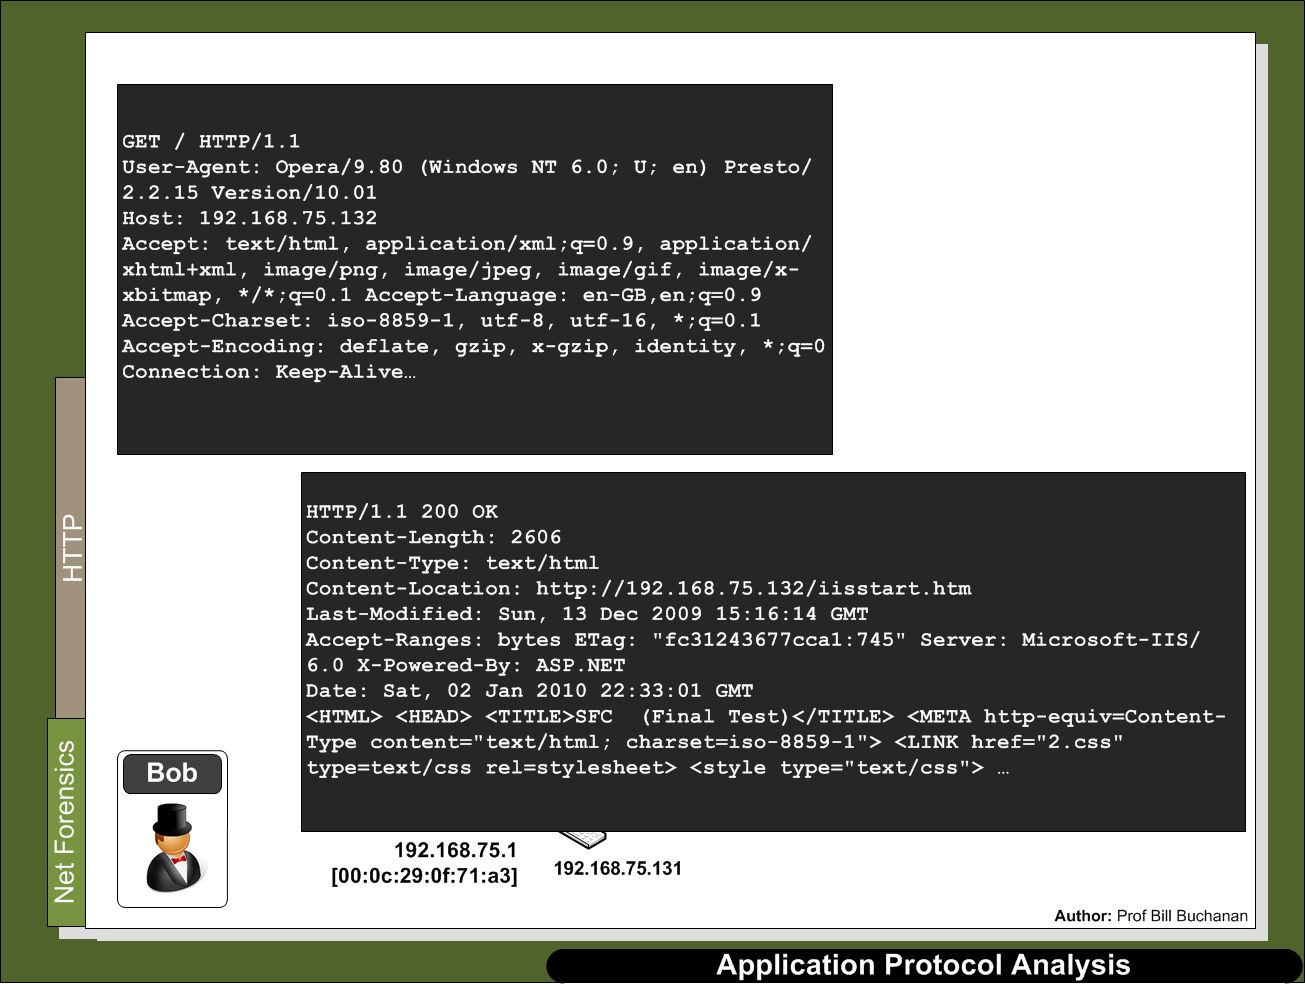 GET / HTTP/1.1
User-Agent: Opera/9.80 (Windows NT 6.0; U; en) Presto/
2.2.15 Version/10.01
Host: 192.168.75.132
Accept: text/html, application/xml;q=0.9, application/
xhtml+xml, image/png, image/jpeg, image/gif, image/x-
xbitmap, */*;q=0.1 Accept-Language: en-GB,en;q=0.9
Accept-Charset: iso-8859-1, utf-8, utf-16, *;q=0.1
Accept-Encoding: deflate, gzip, x-gzip, identity, *;q=0
Connection: Keep-Alive…
HTTP/1.1 200 OK
Content-Length: 2606
Content-Type: text/html
Content-Location: http://192.168.75.132/iisstart.htm
Last-Modified: Sun, 13 Dec 2009 15:16:14 GMT
Accept-Ranges: bytes ETag: "fc31243677cca1:745" Server: Microsoft-IIS/
6.0 X-Powered-By: ASP.NET
Date: Sat, 02 Jan 2010 22:33:01 GMT
<HTML> <HEAD> <TITLE>SFC  (Final Test)</TITLE> <META http-equiv=Content-
Type content="text/html; charset=iso-8859-1"> <LINK href="2.css"
type=text/css rel=stylesheet> <style type="text/css"> …
HTTP
Net Forensics
Bob
192.168.75.1
[00:0c:29:0f:71:a3]
192.168.75.131
Author: Prof Bill Buchanan
Application Protocol Analysis